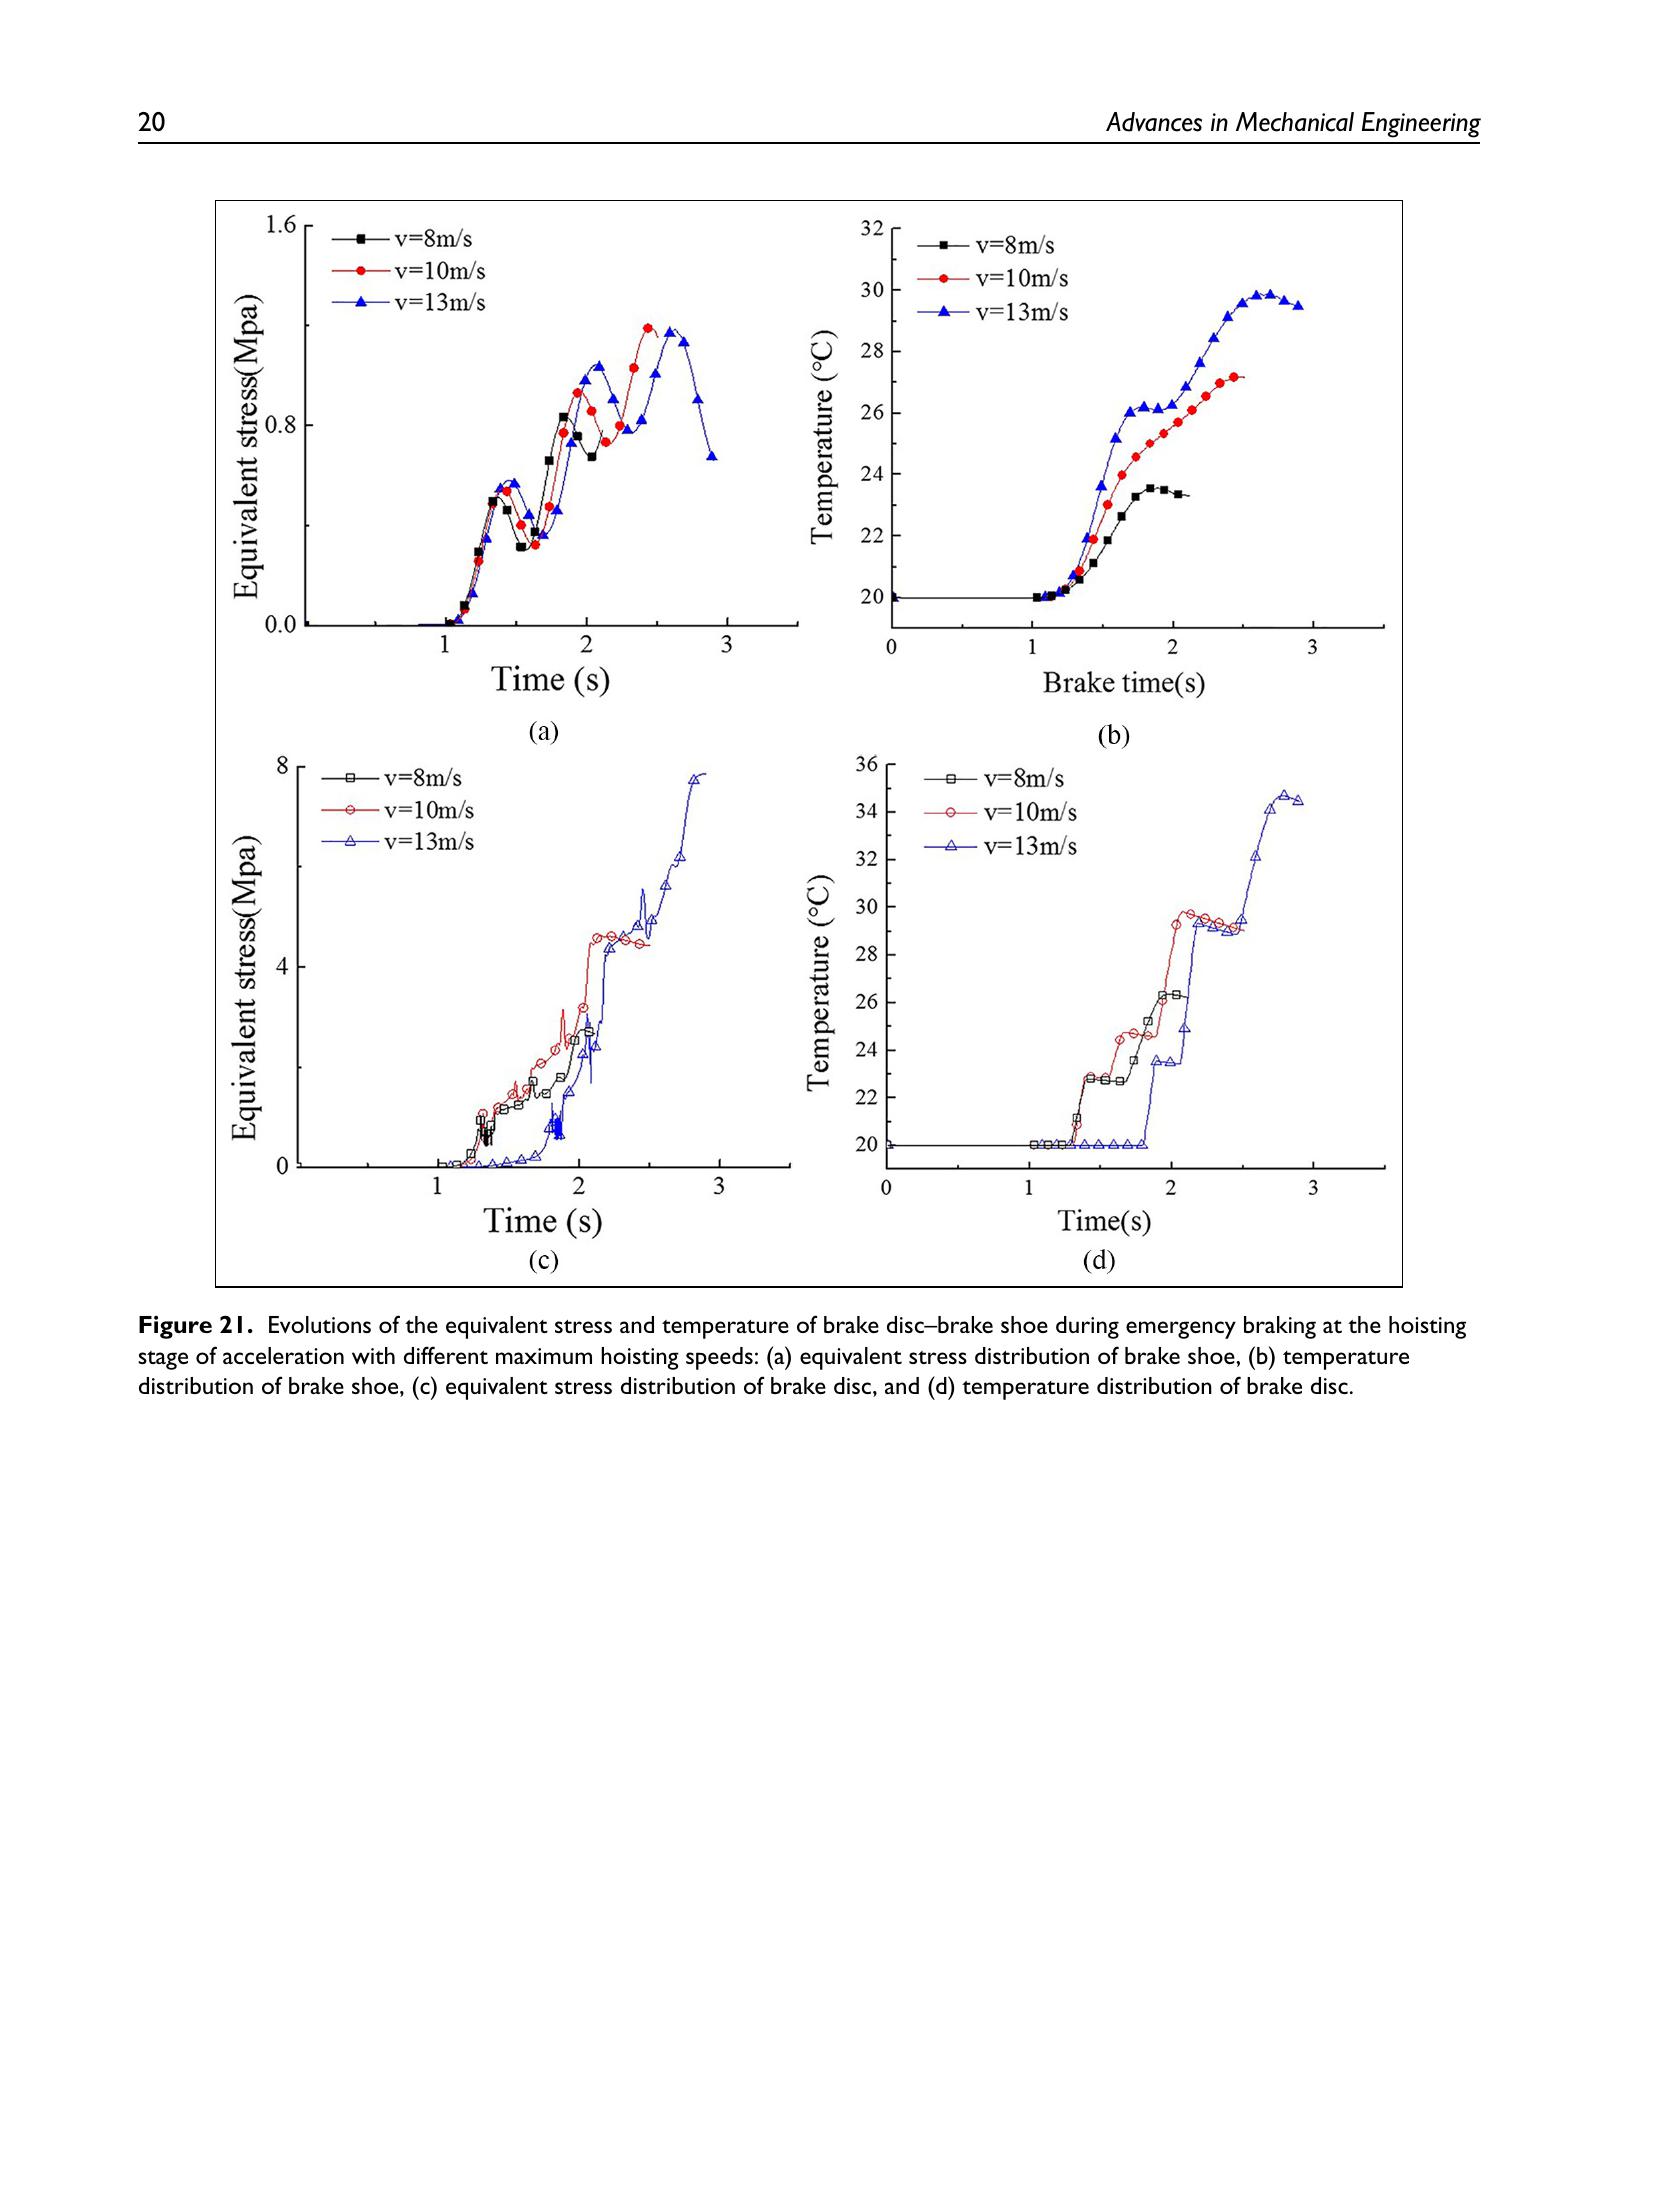 20
Advances in Mechanical Engineering
1.6
0.8
0.0
v=8m/s
v=10m/s
v=13m/s
Equivalent stress(Mpa)
1 2 3
Time (s)
(a)
32
30
28
26
24
22
20
v=8m/s
v=10m/s
v=13m/s
Temperature (°C)
0 1 2 3
Brake time(s)
(b)
8
4
0
v=8m/s
v=10m/s
v=13m/s
Equivalent stress(Mpa)
1 2 3
Time (s)
(c)
36
34
32
30
28
26
24
22
20
v=8m/s
v=10m/s
v=13m/s
Temperature (°C)
0 1 2 3
Time(s)
(d)
Figure 21. Evolutions of the equivalent stress and temperature of brake disc–brake shoe during emergency braking at the hoisting
stage of acceleration with different maximum hoisting speeds: (a) equivalent stress distribution of brake shoe, (b) temperature
distribution of brake shoe, (c) equivalent stress distribution of brake disc, and (d) temperature distribution of brake disc.